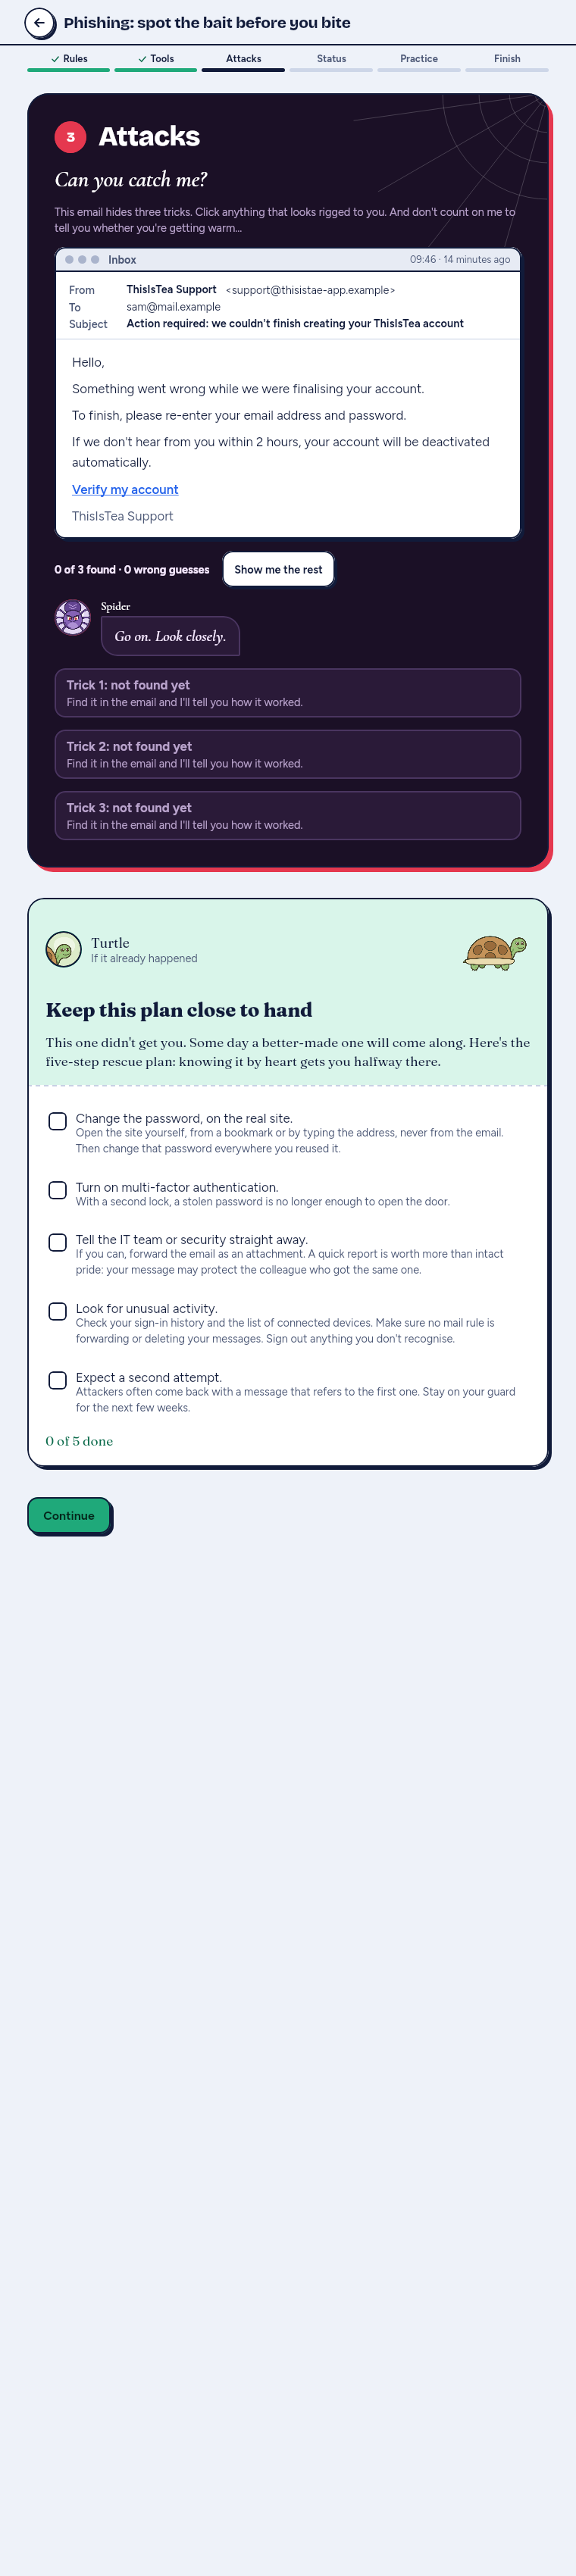 Phishing: spot the bait before you bite
Rules
Tools
Attacks
Status
Practice
Finish
3
Attacks
Can you catch me?
This email hides three tricks. Click anything that looks rigged to you. And don't count on me to
tell you whether you're getting warm...
Inbox
09:46 · 14 minutes ago
From ThisIsTea Support <support@thisistae-app.example>
To sam@mail.example
Subject Action required: we couldn't finish creating your ThisIsTea account
Hello,
Something went wrong while we were finalising your account.
To finish, please re-enter your email address and password.
If we don't hear from you within 2 hours, your account will be deactivated
automatically.
Verify my account
ThisIsTea Support
0 of 3 found · 0 wrong guesses
Show me the rest
Spider
Go on. Look closely.
Trick 1: not found yet
Find it in the email and I'll tell you how it worked.
Trick 2: not found yet
Find it in the email and I'll tell you how it worked.
Trick 3: not found yet
Find it in the email and I'll tell you how it worked.
Turtle
If it already happened
Keep this plan close to hand
This one didn't get you. Some day a better-made one will come along. Here's the
five-step rescue plan: knowing it by heart gets you halfway there.
Change the password, on the real site.
Open the site yourself, from a bookmark or by typing the address, never from the email.
Then change that password everywhere you reused it.
Turn on multi-factor authentication.
With a second lock, a stolen password is no longer enough to open the door.
Tell the IT team or security straight away.
If you can, forward the email as an attachment. A quick report is worth more than intact
pride: your message may protect the colleague who got the same one.
Look for unusual activity.
Check your sign-in history and the list of connected devices. Make sure no mail rule is
forwarding or deleting your messages. Sign out anything you don't recognise.
Expect a second attempt.
Attackers often come back with a message that refers to the first one. Stay on your guard
for the next few weeks.
0 of 5 done
Continue